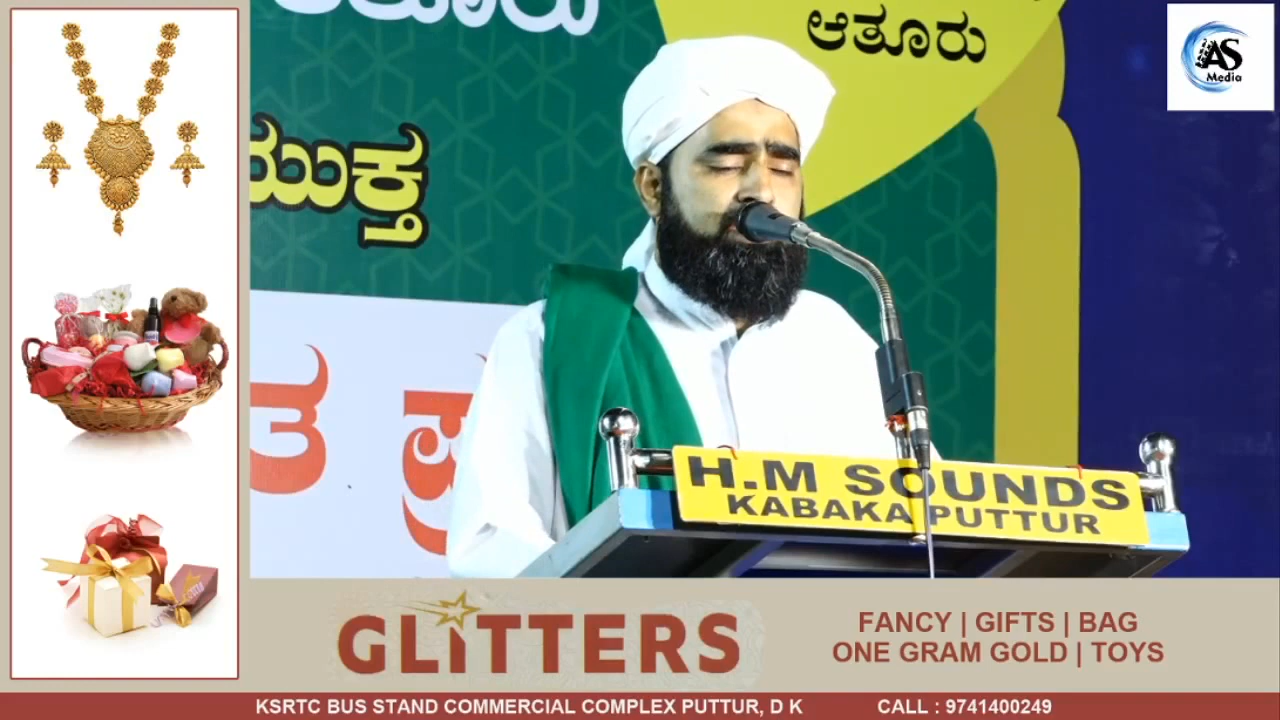 ಆತೂರು
ಆತೂರು
ಮುಕ್ತ
AS
Media
H.M SOUNDS
KABAKA PUTTUR
GLITTERS
FANCY | GIFTS | BAG
ONE GRAM GOLD | TOYS
KSRTC BUS STAND COMMERCIAL COMPLEX PUTTUR, D K
CALL : 9741400249